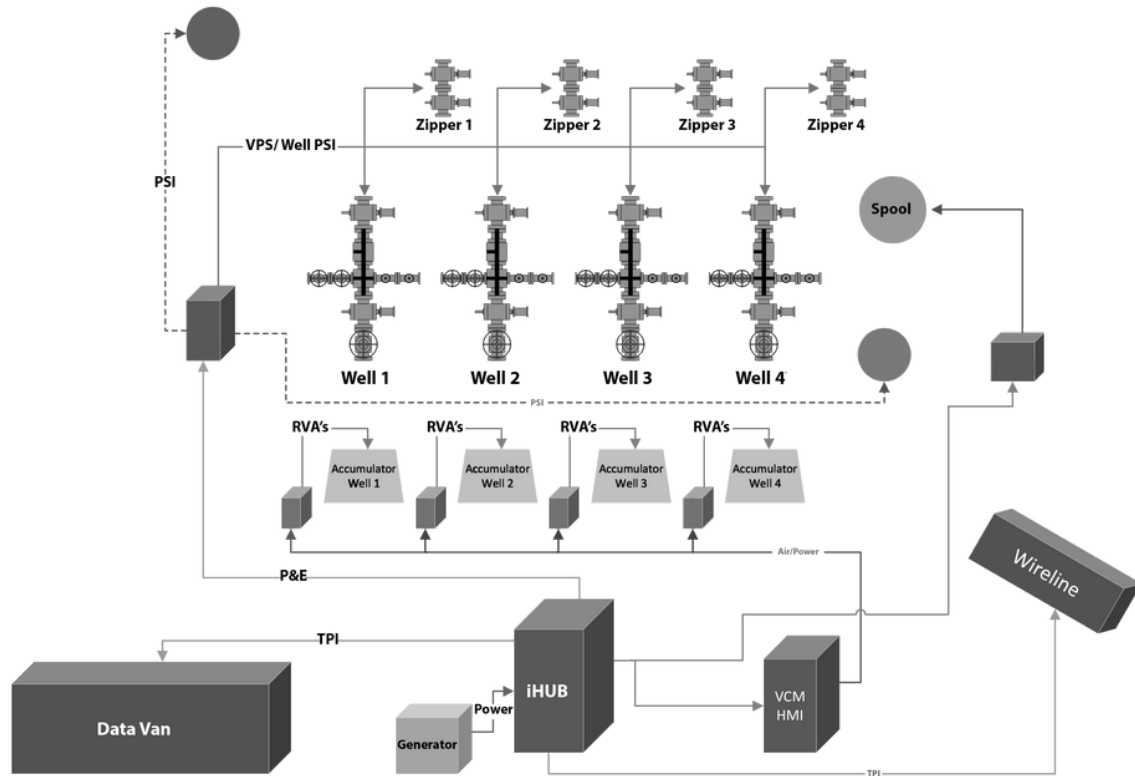 Zipper 1
Zipper 2
Zipper 3
Zipper 4
VPS/ Well PSI
PSI
Spool
Well 1
Well 2
Well 3
Well 4
PSI
RVA's
RVA's
RVA's
RVA's
Accumulator
Well 1
Accumulator
Well 2
Accumulator
Well 3
Accumulator
Well 4
Air/Power
Wireline
P&E
TPI
iHUB
VCM
HMI
Power
Data Van
Generator
TPI